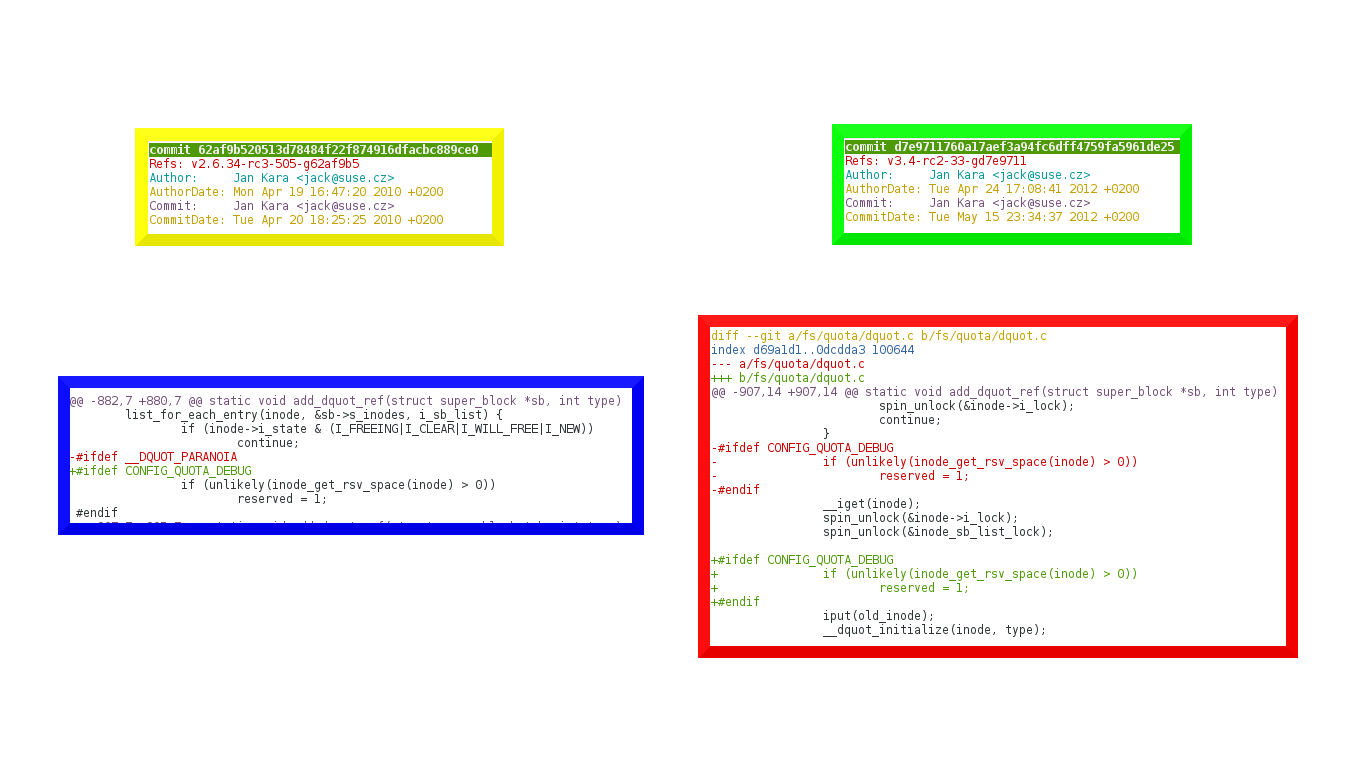 commit 62af9b520513d78484f22f874916dfacbc889ce0
Refs: v2.6.34-rc3-505-g62af9b5
Author:     Jan Kara <jack@suse.cz>
AuthorDate: Mon Apr 19 16:47:20 2010 +0200
Commit:     Jan Kara <jack@suse.cz>
CommitDate: Tue Apr 20 18:25:25 2010 +0200
commit d7e9711760a17aef3a94fc6dff4759fa5961de25
Refs: v3.4-rc2-33-gd7e9711
Author:     Jan Kara <jack@suse.cz>
AuthorDate: Tue Apr 24 17:08:41 2012 +0200
Commit:     Jan Kara <jack@suse.cz>
CommitDate: Tue May 15 23:34:37 2012 +0200
@@ -882,7 +880,7 @@ static void add_dquot_ref(struct super_block *sb, int type)
        list_for_each_entry(inode, &sb->s_inodes, i_sb_list) {
                if (inode->i_state & (I_FREEING|I_CLEAR|I_WILL_FREE|I_NEW))
                        continue;
-#ifdef __DQUOT_PARANOIA
+#ifdef CONFIG_QUOTA_DEBUG
                if (unlikely(inode_get_rsv_space(inode) > 0))
                        reserved = 1;
 #endif
diff --git a/fs/quota/dquot.c b/fs/quota/dquot.c
index d69a1d1..0dcdda3 100644
--- a/fs/quota/dquot.c
+++ b/fs/quota/dquot.c
@@ -907,14 +907,14 @@ static void add_dquot_ref(struct super_block *sb, int type)
                        spin_unlock(&inode->i_lock);
                        continue;
                }
-#ifdef CONFIG_QUOTA_DEBUG
-               if (unlikely(inode_get_rsv_space(inode) > 0))
-                       reserved = 1;
-#endif
                __iget(inode);
                spin_unlock(&inode->i_lock);
                spin_unlock(&inode_sb_list_lock);
+#ifdef CONFIG_QUOTA_DEBUG
+               if (unlikely(inode_get_rsv_space(inode) > 0))
+                       reserved = 1;
+#endif
                iput(old_inode);
                __dquot_initialize(inode, type);